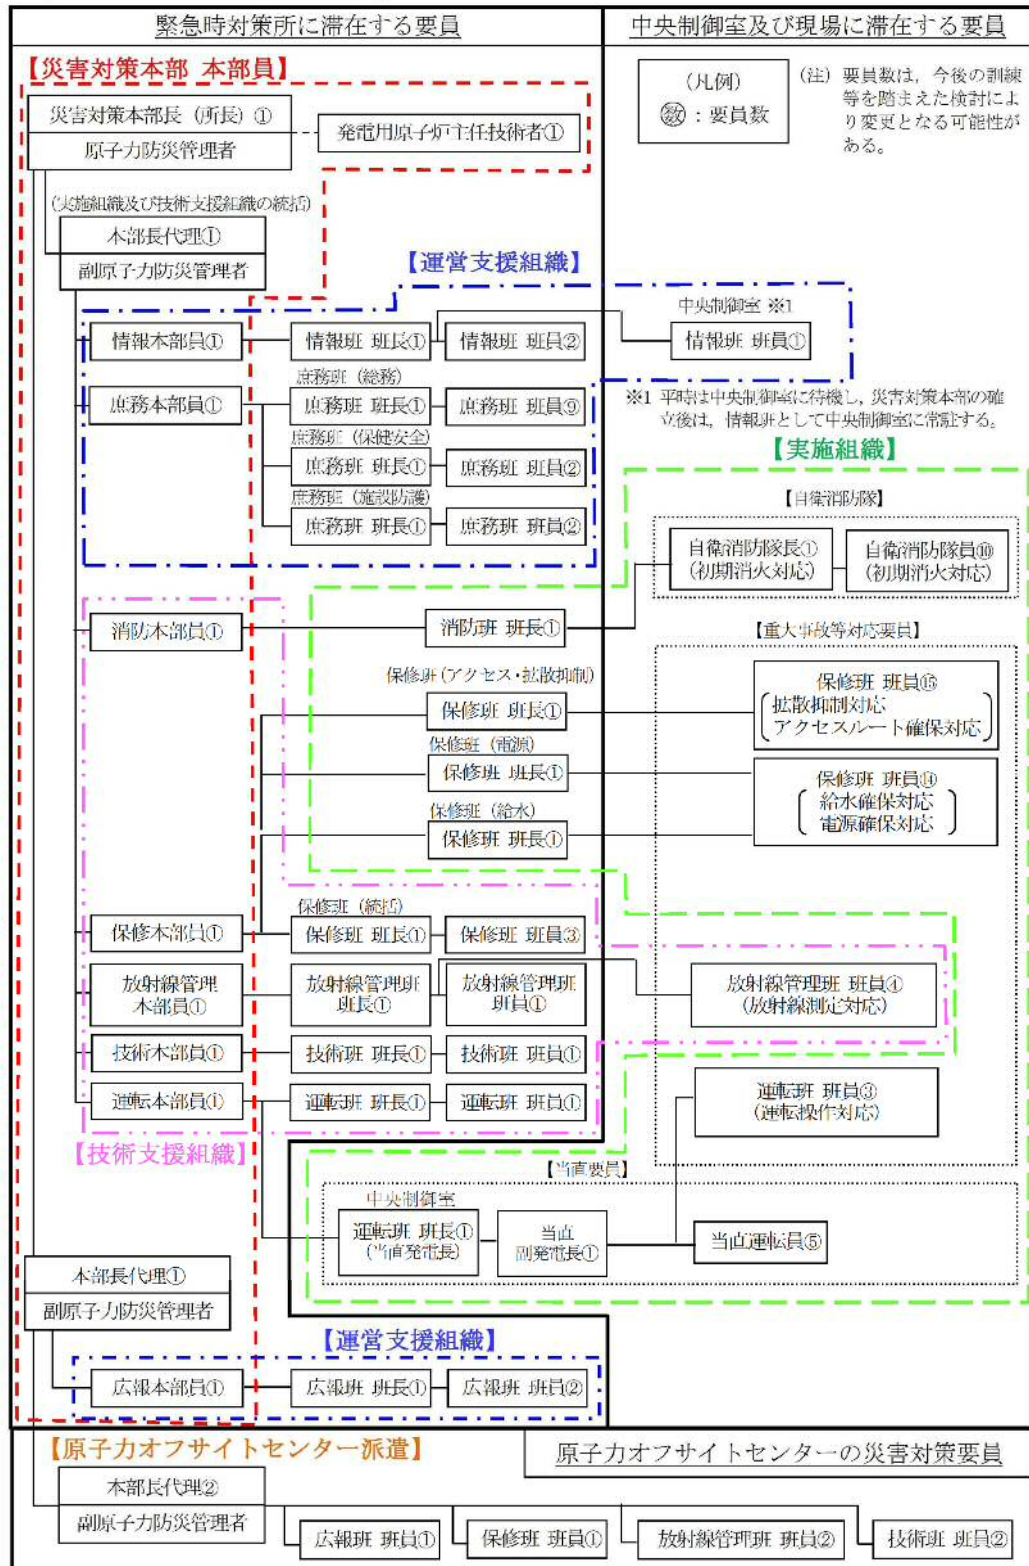 緊急時対策所に滞在する要員
中央制御室及び現場に滞在する要員
【災害対策本部 本部員】
災害対策本部長（所長）①
原子力防災管理者
発電用原子炉主任技術者①
（凡例）
数：要員数
（注）要員数は，今後の訓練
等を踏まえた検討によ
り変更となる可能性が
ある。
(実施組織及び技術支援組織の統括)
本部長代理①
副原子力防災管理者
【運営支援組織】
中央制御室 ※1
情報本部員①
情報班 班長①
情報班 班員②
情報班 班員①
※1 平時は中央制御室に待機し，災害対策本部の確
立後は，情報班として中央制御室に常駐する。
庶務本部員①
庶務班（総務）
庶務班 班長①
庶務班 班員⑨
庶務班（保健安全）
庶務班 班長①
庶務班 班員②
庶務班（施設防護）
庶務班 班長①
庶務班 班員②
【実施組織】
【自衛消防隊】
自衛消防隊長①
(初期消火対応)
自衛消防隊員⑩
(初期消火対応)
消防本部員①
消防班 班長①
【重大事故等対応要員】
保修班(アクセス・拡散抑制)
保修班 班長①
保修班 班員⑮
拡散抑制対応
アクセスルート確保対応
保修班（電源）
保修班 班長①
保修班 班員⑭
給水確保対応
電源確保対応
保修班（給水）
保修班 班長①
保修本部員①
保修班（統括）
保修班 班長①
保修班 班員③
放射線管理
本部員①
放射線管理班
班長①
放射線管理班
班員①
放射線管理班 班員④
(放射線測定対応)
技術本部員①
技術班 班長①
技術班 班員①
運転本部員①
運転班 班長①
運転班 班員①
運転班 班員③
(運転操作対応)
【技術支援組織】
【当直要員】
中央制御室
運転班 班長①
(当直発電長)
当直
副発電長①
当直運転員⑤
本部長代理①
副原子力防災管理者
【運営支援組織】
広報本部員①
広報班 班長①
広報班 班員②
【原子力オフサイトセンター派遣】
原子力オフサイトセンターの災害対策要員
本部長代理②
副原子力防災管理者
広報班 班員①
保修班 班員①
放射線管理班 班員②
技術班 班員②